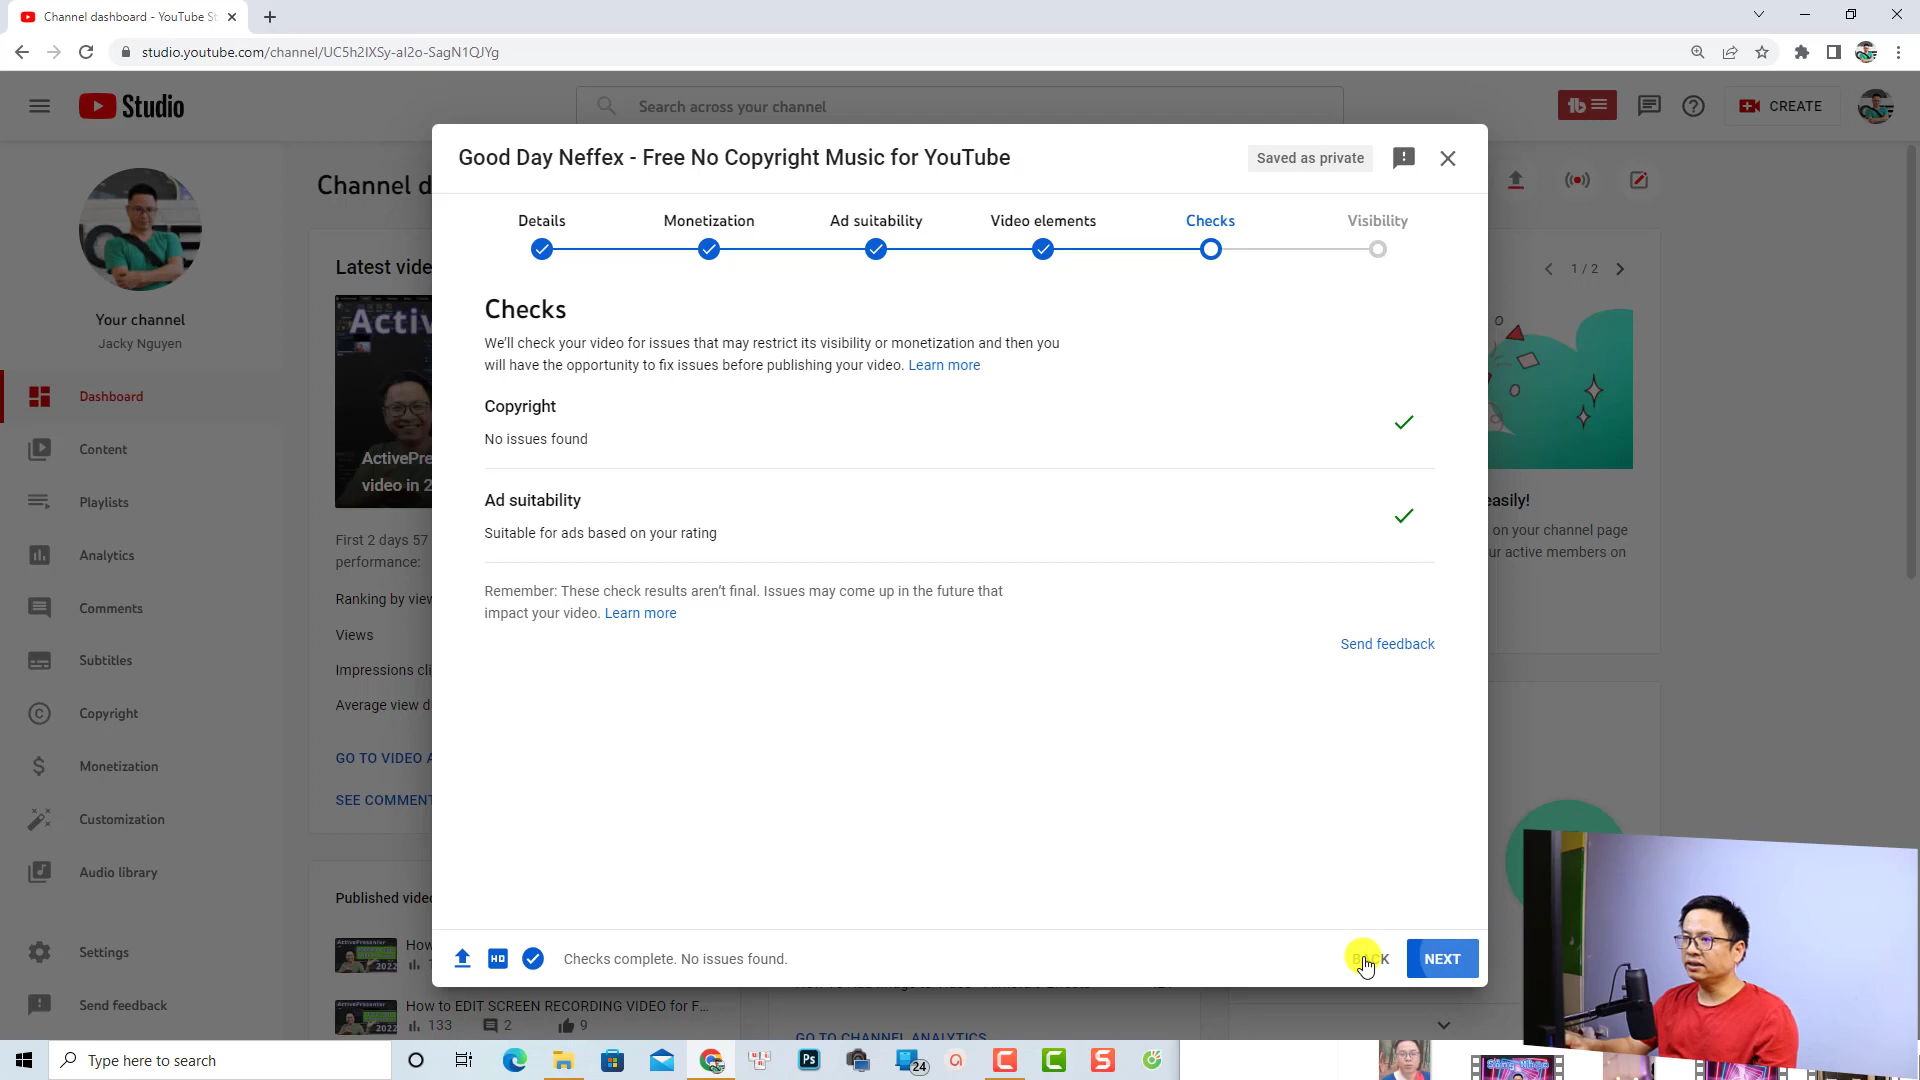 Channel dashboard - YouTube St
studio.youtube.com/channel/UC5h2IXSy-aI2o-SagN1QJYg
Studio
Search across your channel
CREATE
Good Day Neffex - Free No Copyright Music for YouTube
Saved as private
Details
Monetization
Ad suitability
Video elements
Checks
Visibility
Checks
We'll check your video for issues that may restrict its visibility or monetization and then you
will have the opportunity to fix issues before publishing your video. Learn more
Copyright
No issues found
Ad suitability
Suitable for ads based on your rating
Remember: These check results aren't final. Issues may come up in the future that
impact your video. Learn more
Send feedback
HD
Checks complete. No issues found.
BACK
NEXT
Your channel
Jacky Nguyen
Dashboard
Content
Playlists
Analytics
Comments
Subtitles
Copyright
Monetization
Customization
Audio library
Settings
Send feedback
Channel d
Latest vide
Activ
ActivePre
video in 2
First 2 days 57
performance:
Ranking by view
Views
Impressions cli
Average view d
GO TO VIDEO A
SEE COMMENT
Published video
How
How to EDIT SCREEN RECORDING VIDEO for F...
133
2
9
GO TO CHANNEL ANALYTICS
1 / 2
easily!
on your channel page
ur active members on
Type here to search
Ps
24